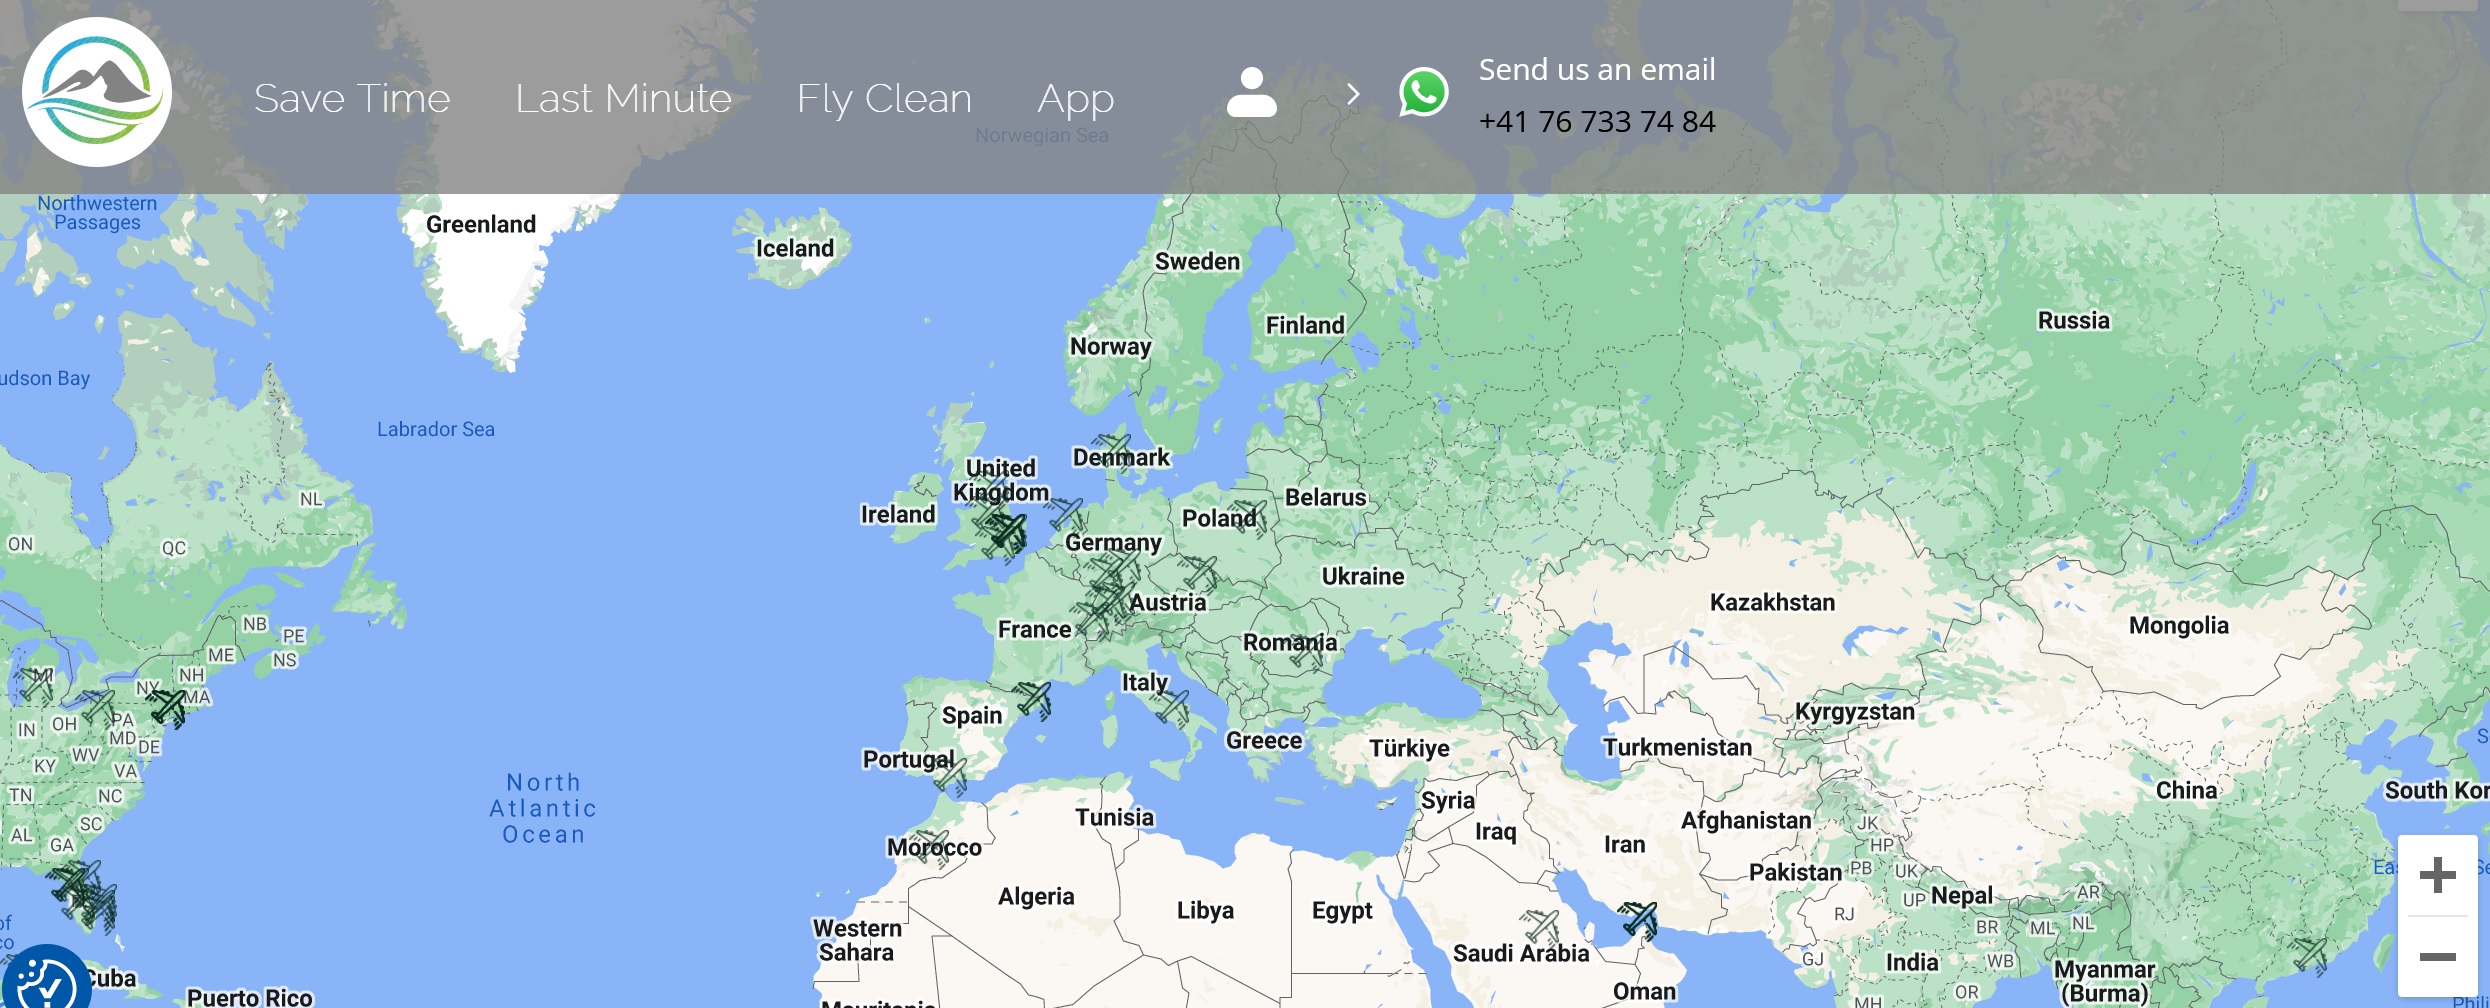 Save Time
Last Minute
Fly Clean
App
Send us an email
+41 76 733 74 84
Norwegian Sea
Northwestern
Passages
Greenland
Iceland
Sweden
Finland
Norway
Russia
udson Bay
Labrador Sea
Denmark
United
Kingdom
Ireland
Belarus
Poland
Germany
Ukraine
Austria
France
Romania
Kazakhstan
Mongolia
NL
ON
QC
NB
PE
ME
NS
NH
MI
NY
MA
Italy
Spain
Portugal
Greece
Türkiye
Kyrgyzstan
Turkmenistan
China
South Kor
S
OH
PA
IN
MD
DE
WV
KY
VA
TN
NC
SC
AL
GA
North
Atlantic
Ocean
Tunisia
Syria
Iraq
Iran
Afghanistan
Pakistan
JK
HP
PB
UK
UP
Nepal
AR
RJ
BR
ML
NL
Morocco
Algeria
Libya
Egypt
Western
Sahara
Saudi Arabia
Oman
GJ
India
WB
Myanmar
(Burma)
MH
OR
Eas
Se
Phili
of
co
Cuba
Puerto Rico
Mauritania